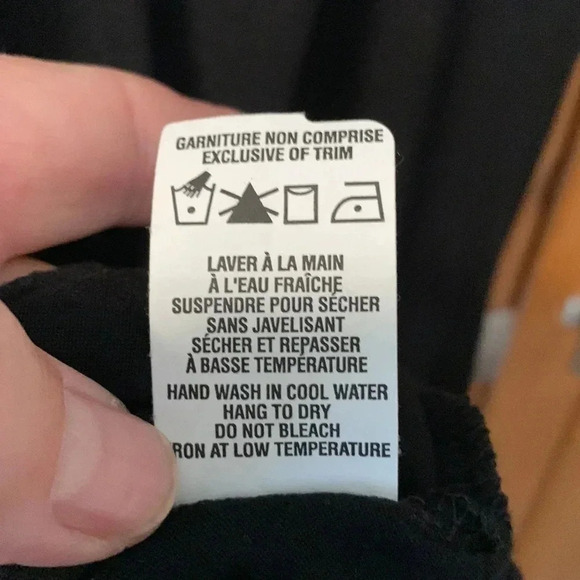 GARNITURE NON COMPRISE
EXCLUSIVE OF TRIM
LAVER À LA MAIN
À L'EAU FRAÎCHE
SUSPENDRE POUR SÉCHER
SANS JAVELISANT
SÉCHER ET REPASSER
À BASSE TEMPÉRATURE
HAND WASH IN COOL WATER
HANG TO DRY
DO NOT BLEACH
RON AT LOW TEMPERATURE